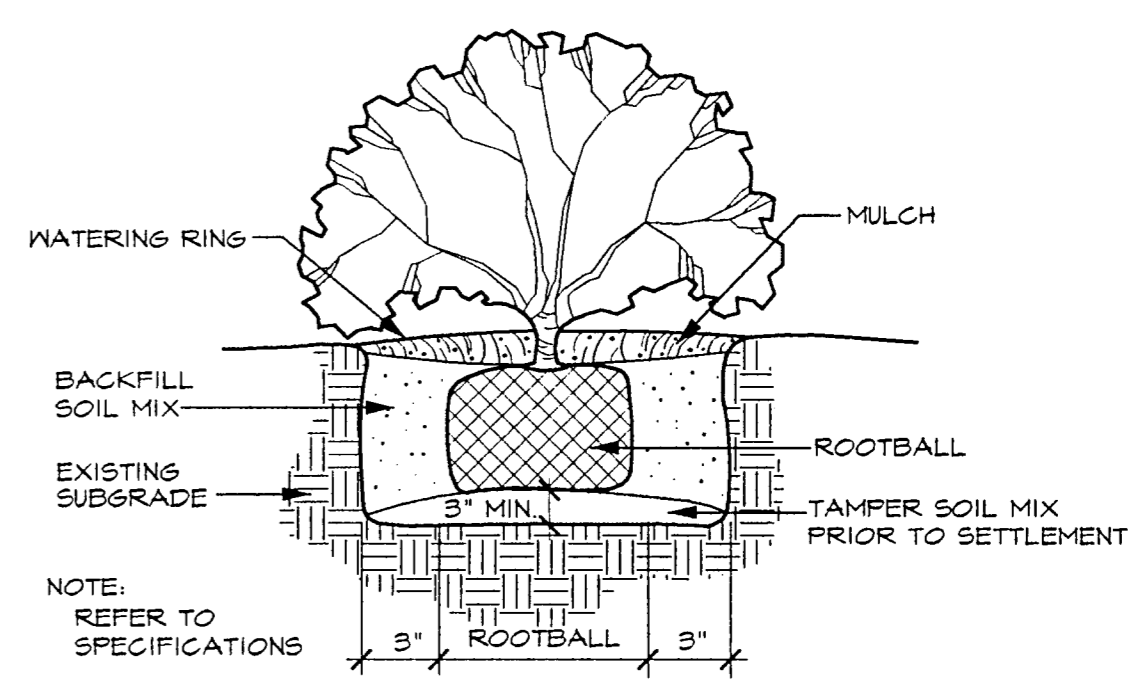 WATERING RING
MULCH
BACKFILL
SOIL MIX
ROOTBALL
EXISTING
SUBGRADE
3" MIN.
TAMPER SOIL MIX
PRIOR TO SETTLEMENT
NOTE:
REFER TO
SPECIFICATIONS
3"
ROOTBALL
3"